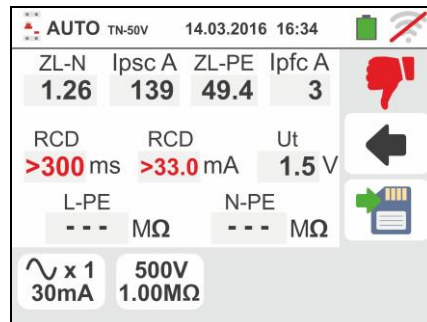 AUTO TN-50V 14.03.2016 16:34
ZL-N Ipsc A ZL-PE Ipfc A
1.26 139 49.4 3
RCD RCD Ut
>300 ms >33.0 mA 1.5 V
L-PE N-PE
- - - MΩ - - - MΩ
x 1 500V
30mA 1.00MΩ